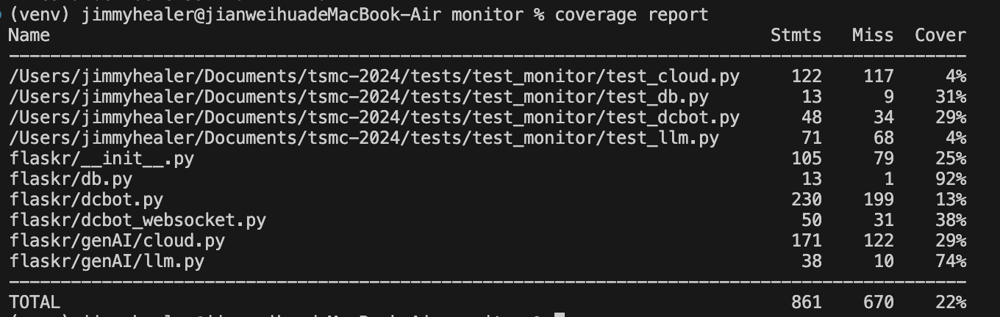 (venv) jimmyhealer@jianweihuadeMacBook-Air monitor % coverage report
Name Stmts Miss Cover
--------------------------------------------------------------------------------------------
/Users/jimmyhealer/Documents/tsmc-2024/tests/test_monitor/test_cloud.py 122 117 4%
/Users/jimmyhealer/Documents/tsmc-2024/tests/test_monitor/test_db.py 13 9 31%
/Users/jimmyhealer/Documents/tsmc-2024/tests/test_monitor/test_dcbot.py 48 34 29%
/Users/jimmyhealer/Documents/tsmc-2024/tests/test_monitor/test_llm.py 71 68 4%
flaskr/__init__.py 105 79 25%
flaskr/db.py 13 1 92%
flaskr/dcbot.py 230 199 13%
flaskr/dcbot_websocket.py 50 31 38%
flaskr/genAI/cloud.py 171 122 29%
flaskr/genAI/llm.py 38 10 74%
--------------------------------------------------------------------------------------------
TOTAL 861 670 22%